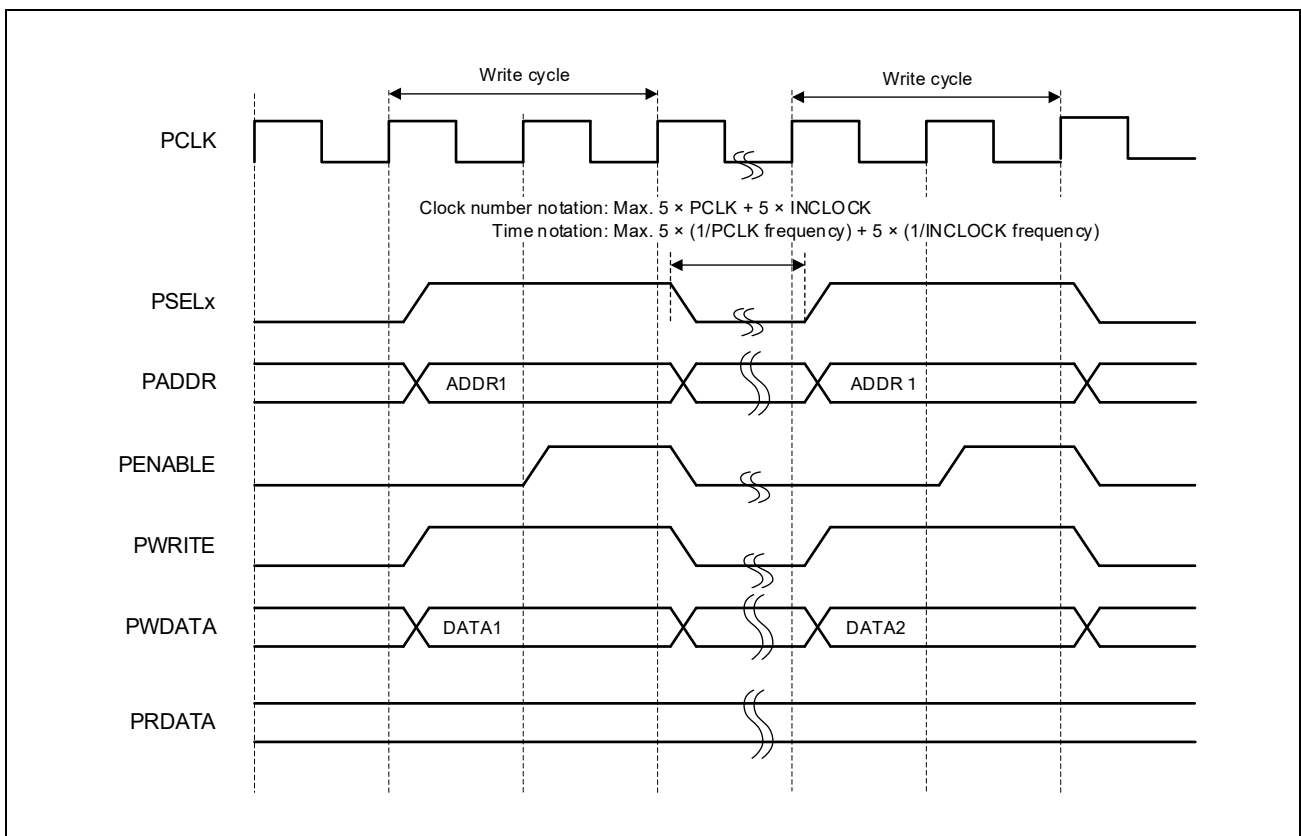 Write cycle
Write cycle
PCLK
Clock number notation: Max. 5 × PCLK + 5 × INCLOCK
Time notation: Max. 5 × (1/PCLK frequency) + 5 × (1/INCLOCK frequency)
PSELx
PADDR
ADDR1
ADDR 1
PENABLE
PWRITE
PWDATA
DATA1
DATA2
PRDATA